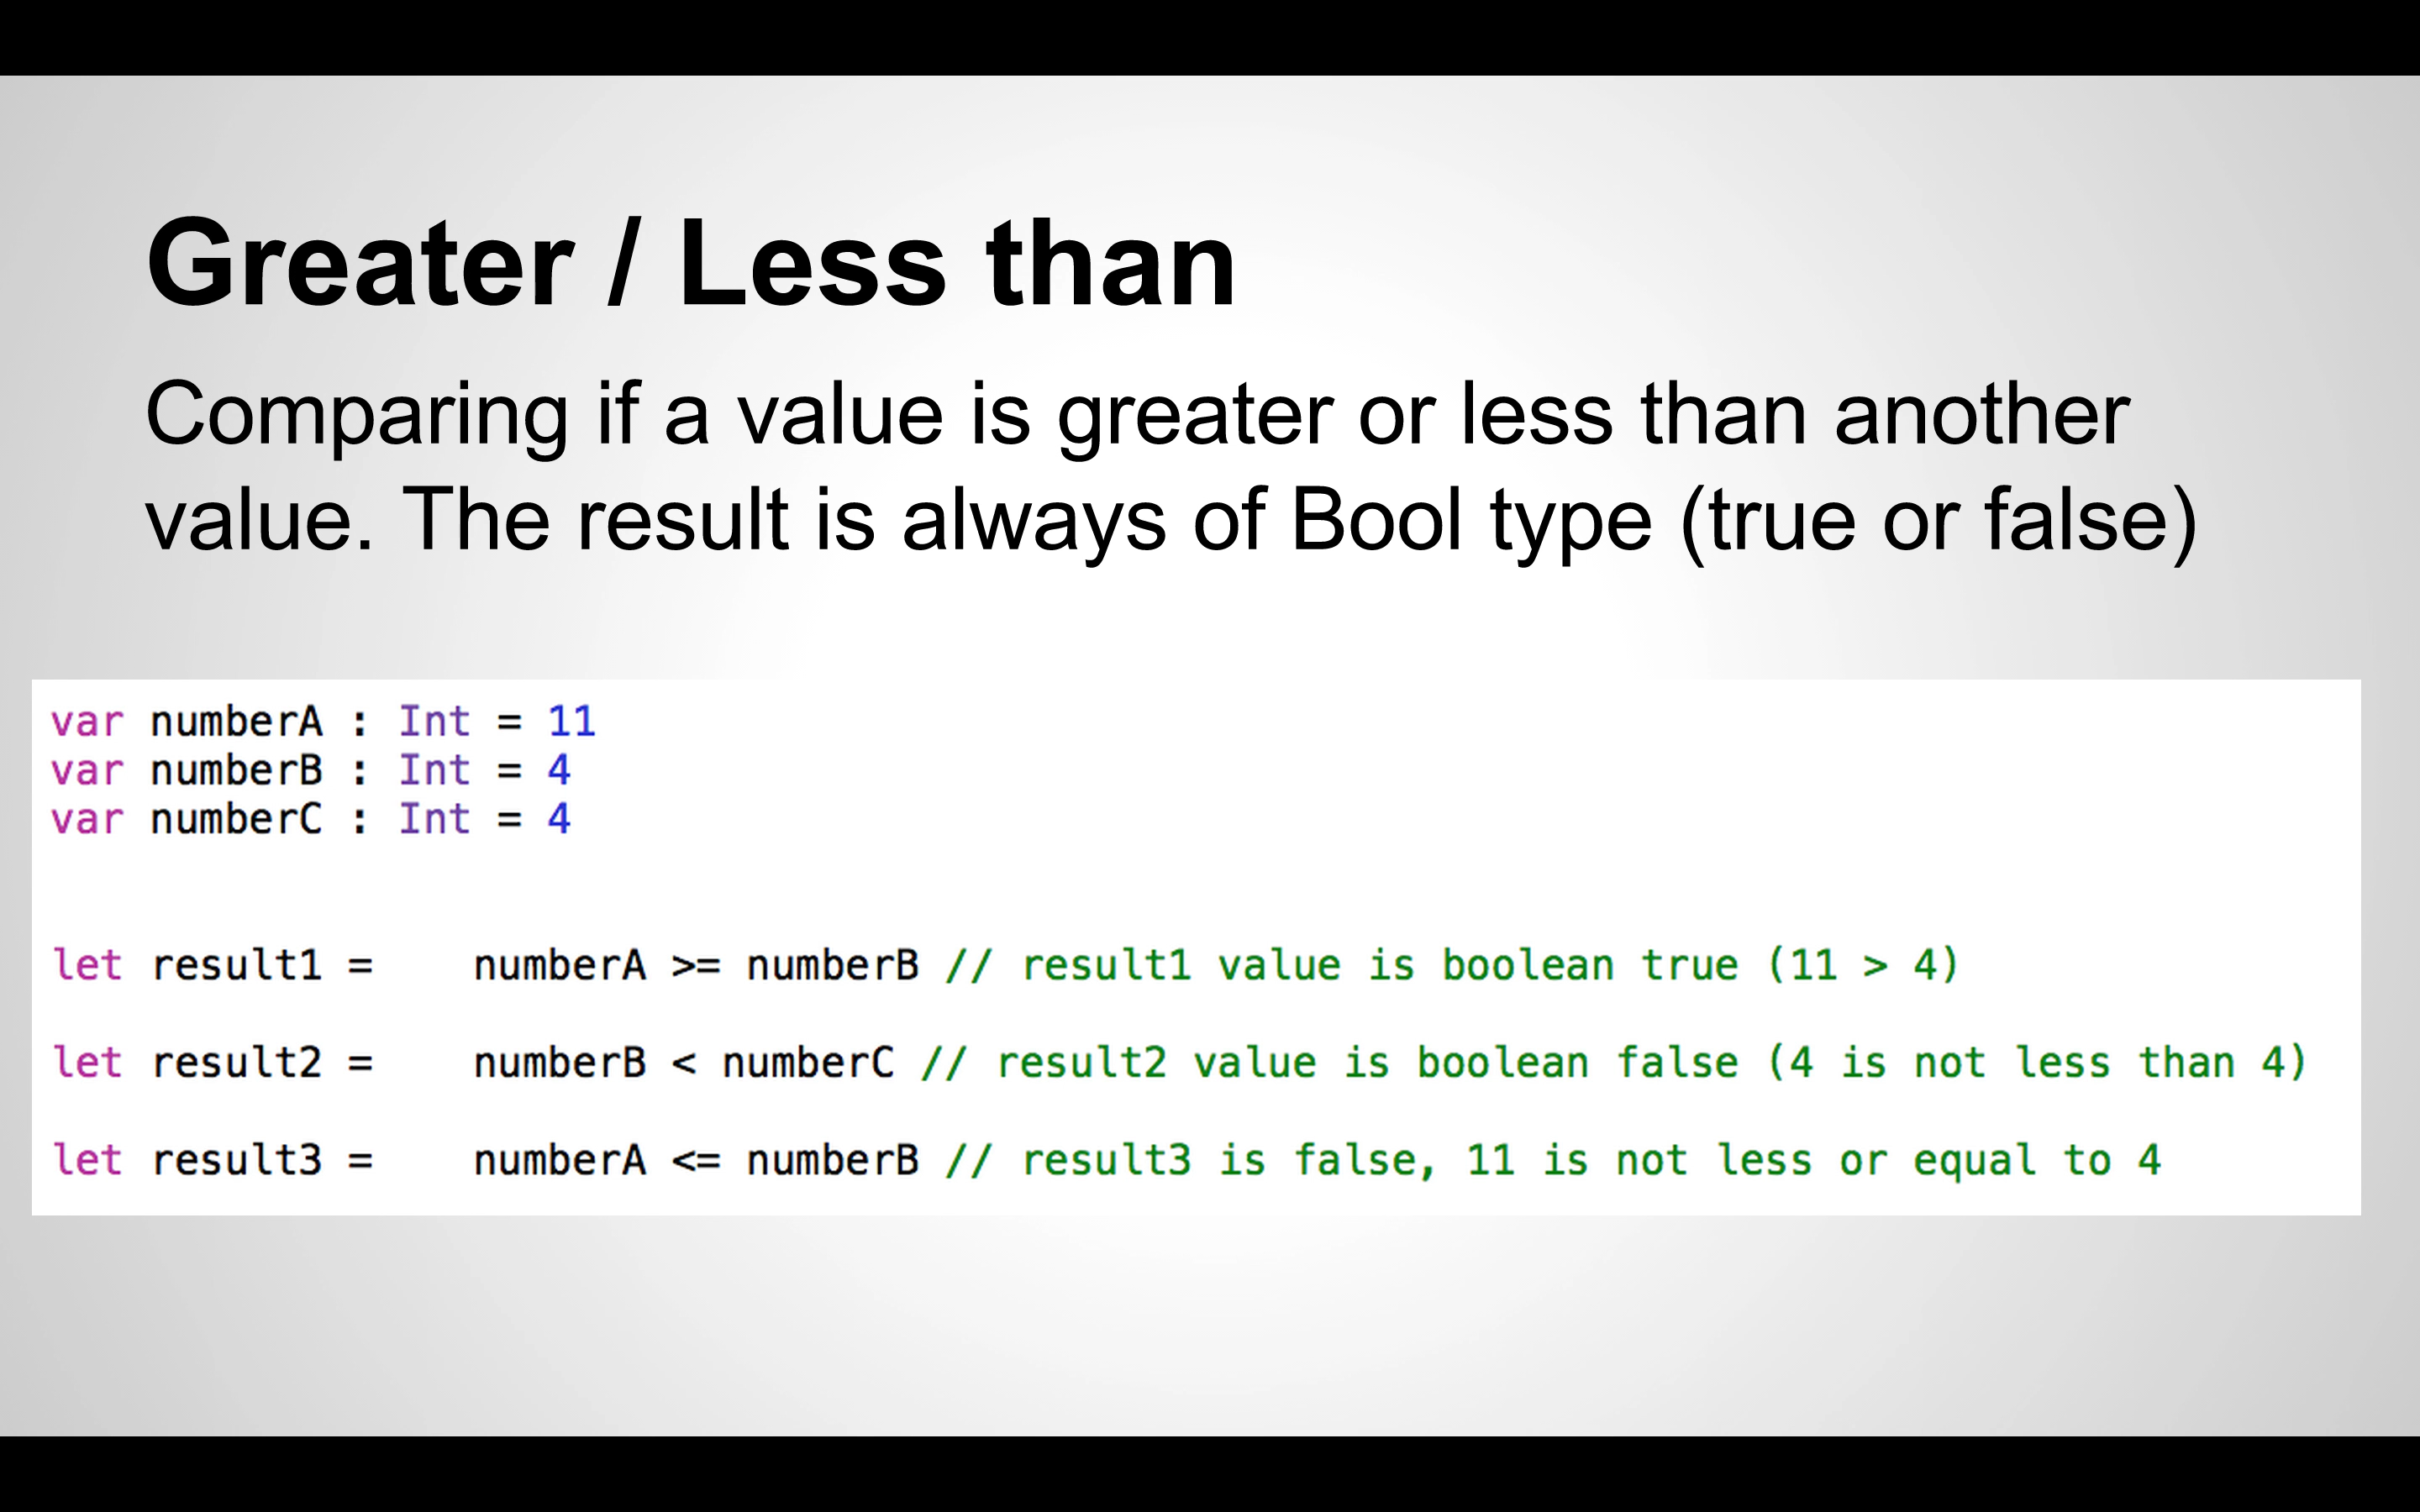 Greater / Less than
Comparing if a value is greater or less than another
value. The result is always of Bool type (true or false)
var numberA : Int = 11
var numberB : Int = 4
var numberC : Int = 4
let result1 =    numberA >= numberB // result1 value is boolean true (11 > 4)
let result2 =    numberB < numberC // result2 value is boolean false (4 is not less than 4)
let result3 =    numberA <= numberB // result3 is false, 11 is not less or equal to 4